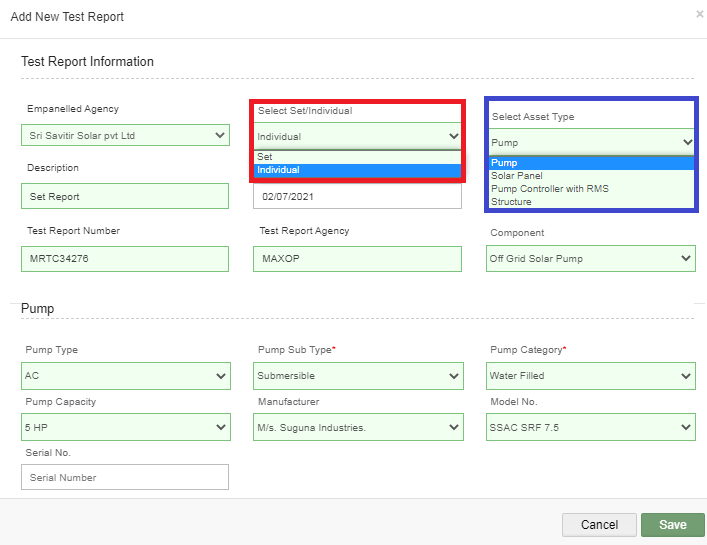 Add New Test Report
×
Test Report Information
Empanelled Agency
Sri Savitir Solar pvt Ltd
Select Set/Individual
Individual
Set
Individual
Select Asset Type
Pump
Pump
Solar Panel
Pump Controller with RMS
Structure
Description
Set Report
02/07/2021
Test Report Number
MRTC34276
Test Report Agency
MAXOP
Component
Off Grid Solar Pump
Pump
Pump Type
AC
Pump Sub Type*
Submersible
Pump Category*
Water Filled
Pump Capacity
5 HP
Manufacturer
M/s. Suguna Industries.
Model No.
SSAC SRF 7.5
Serial No.
Serial Number
Cancel
Save